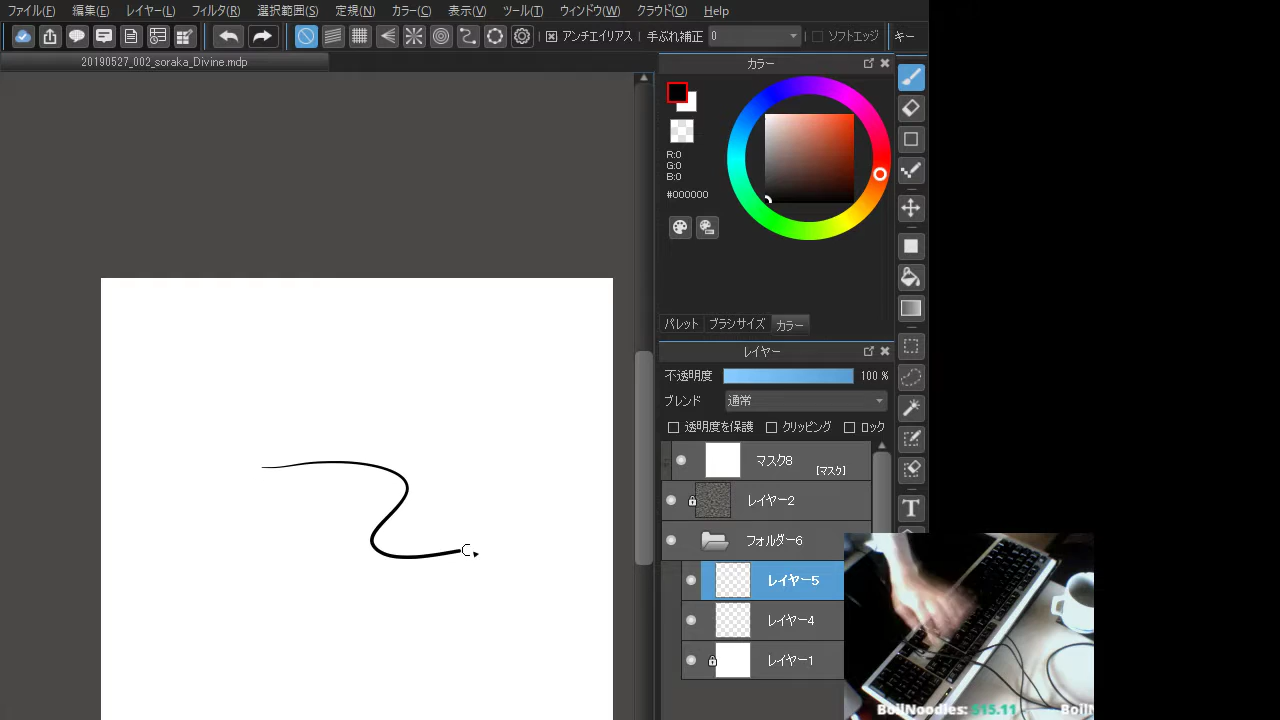 ファイル(F) 編集(E) レイヤー(L) フィルタ(R) 選択範囲(S) 定規(N) カラー(C) 表示(V) ツール(T) ウィンドウ(W) クラウド(O) Help
アンチエイリアス 手ぶれ補正 0 ソフトエッジ キー
20190527_002_soraka_Divine.mdp
カラー
R:0
G:0
B:0
#000000
パレット ブラシサイズ カラー
レイヤー
不透明度 100 %
ブレンド 通常
透明度を保護 クリッピング ロック
マスク8
[マスク]
レイヤー2
フォルダー6
レイヤー5
レイヤー4
レイヤー1
T
BoilNoodles: $15.11 BoilN